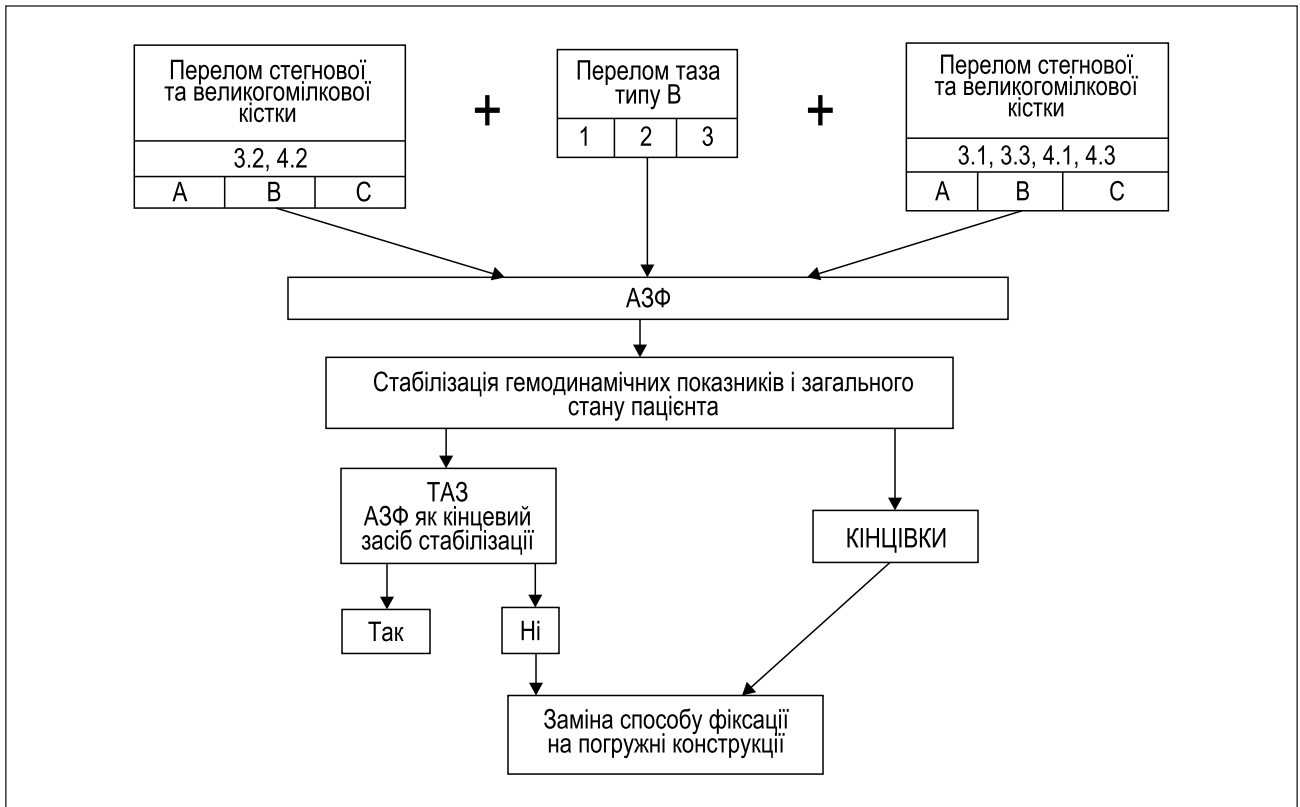 Перелом стегнової
та великогомілкової
кістки
3.2, 4.2
A B C
+
Перелом таза
типу В
1 2 3
+
Перелом стегнової
та великогомілкової
кістки
3.1, 3.3, 4.1, 4.3
A B C
АЗФ
Стабілізація гемодинамічних показників і загального
стану пацієнта
ТАЗ
АЗФ як кінцевий
засіб стабілізації
КІНЦІВКИ
Так
Ні
Заміна способу фіксації
на погружні конструкції